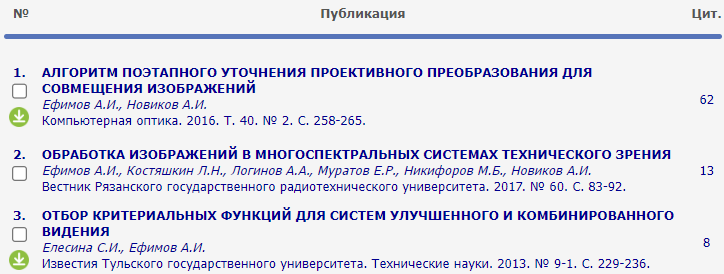 № Публикация Цит.
1. АЛГОРИТМ ПОЭТАПНОГО УТОЧНЕНИЯ ПРОЕКТИВНОГО ПРЕОБРАЗОВАНИЯ ДЛЯ
СОВМЕЩЕНИЯ ИЗОБРАЖЕНИЙ
Ефимов А.И., Новиков А.И.
Компьютерная оптика. 2016. Т. 40. № 2. С. 258-265.
62
2. ОБРАБОТКА ИЗОБРАЖЕНИЙ В МНОГОСПЕКТРАЛЬНЫХ СИСТЕМАХ ТЕХНИЧЕСКОГО ЗРЕНИЯ
Ефимов А.И., Костяшкин Л.Н., Логинов А.А., Муратов Е.Р., Никифоров М.Б., Новиков А.И.
Вестник Рязанского государственного радиотехнического университета. 2017. № 60. С. 83-92.
13
3. ОТБОР КРИТЕРИАЛЬНЫХ ФУНКЦИЙ ДЛЯ СИСТЕМ УЛУЧШЕННОГО И КОМБИНИРОВАННОГО
ВИДЕНИЯ
Елесина С.И., Ефимов А.И.
Известия Тульского государственного университета. Технические науки. 2013. № 9-1. С. 229-236.
8